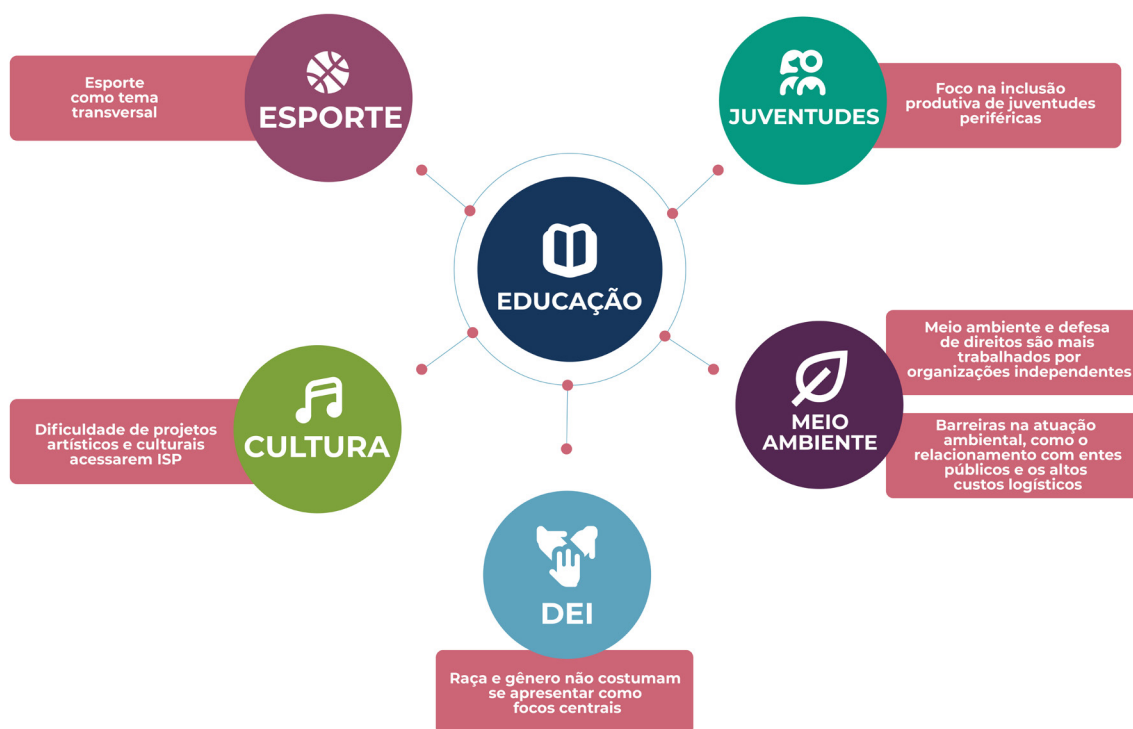 Esporte
como tema
transversal
ESPORTE
JUVENTUDES
Foco na inclusão
produtiva de juventudes
periféricas
EDUCAÇÃO
Dificuldade de projetos
artísticos e culturais
acessarem ISP
CULTURA
MEIO
AMBIENTE
Meio ambiente e defesa
de direitos são mais
trabalhados por
organizações independentes
Barreiras na atuação
ambiental, como o
relacionamento com entes
públicos e os altos
custos logísticos
DEI
Raça e gênero não costumam
se apresentar como
focos centrais